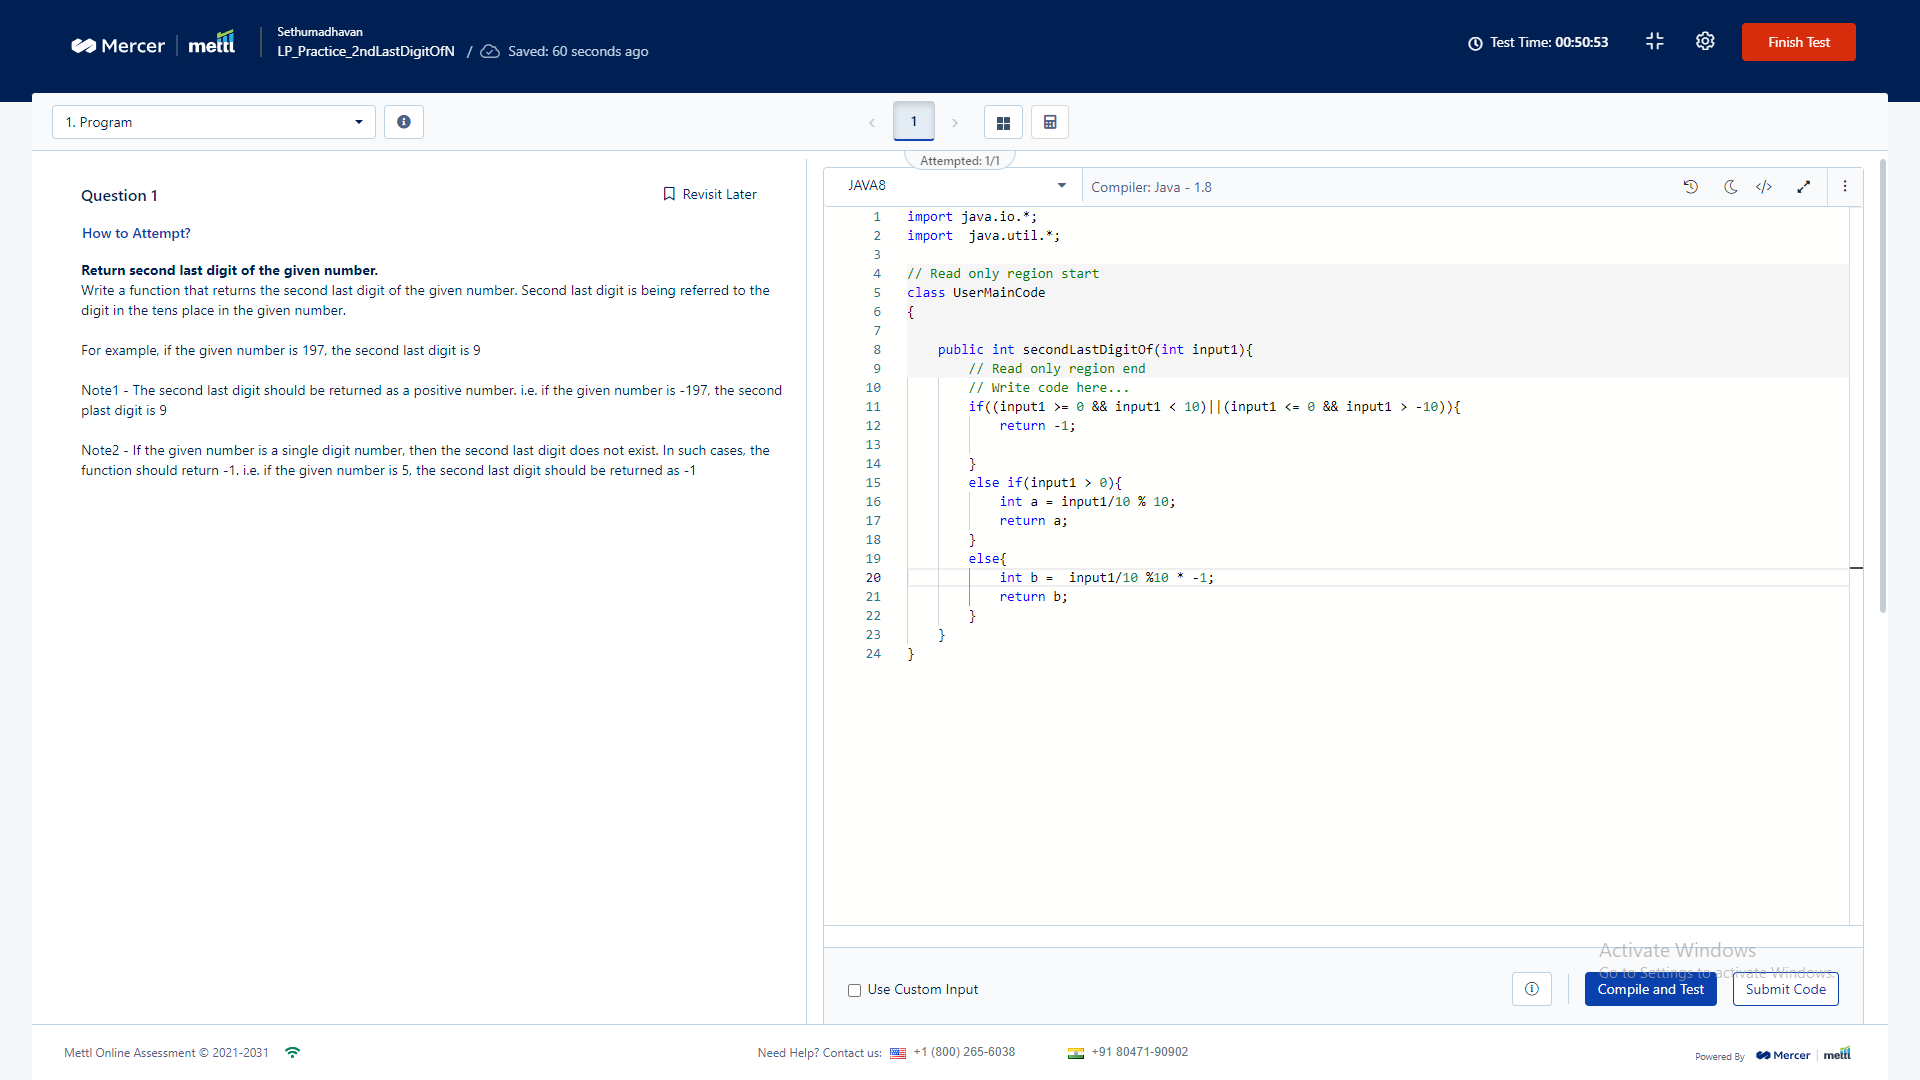 Mercer mettl
Sethumadhavan
LP_Practice_2ndLastDigitOfN / Saved: 60 seconds ago
Test Time: 00:50:53
Finish Test
1. Program
1
Attempted: 1/1
Question 1
Revisit Later
How to Attempt?
Return second last digit of the given number.
Write a function that returns the second last digit of the given number. Second last digit is being referred to the
digit in the tens place in the given number.
For example, if the given number is 197, the second last digit is 9
Note1 - The second last digit should be returned as a positive number. i.e. if the given number is -197, the second
plast digit is 9
Note2 - If the given number is a single digit number, then the second last digit does not exist. In such cases, the
function should return -1. i.e. if the given number is 5, the second last digit should be returned as -1
JAVA8
Compiler: Java - 1.8
1 import java.io.*;
2 import  java.util.*;
3
4 // Read only region start
5 class UserMainCode
6 {
7
8     public int secondLastDigitOf(int input1){
9         // Read only region end
10         // Write code here...
11         if((input1 >= 0 && input1 < 10)||(input1 <= 0 && input1 > -10)){
12             return -1;
13
14         }
15         else if(input1 > 0){
16             int a = input1/10 % 10;
17             return a;
18         }
19         else{
20             int b =  input1/10 %10 * -1;
21             return b;
22         }
23     }
24 }
Activate Windows
Go to Settings to activate Windows.
Use Custom Input
Compile and Test
Submit Code
Mettl Online Assessment © 2021-2031
Need Help? Contact us: +1 (800) 265-6038
+91 80471-90902
Powered By Mercer mettl